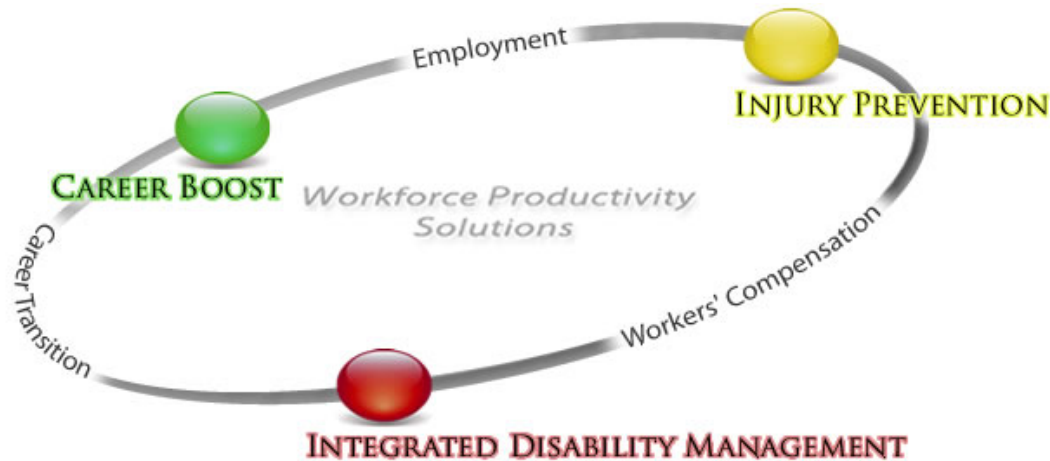 Employment
INJURY PREVENTION
CAREER BOOST
Workforce Productivity
Solutions
Career Transition
Workers' Compensation
INTEGRATED DISABILITY MANAGEMENT